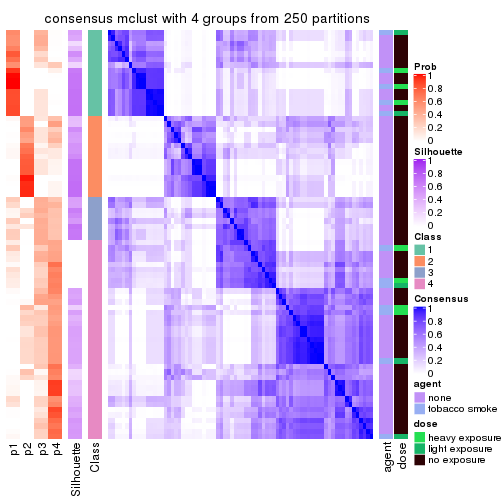 consensus mclust with 4 groups from 250 partitions
Prob
1
0.8
0.6
0.4
0.2
0
Silhouette
1
0.8
0.6
0.4
0.2
0
Class
1
2
3
4
Consensus
1
0.8
0.6
0.4
0.2
0
agent
none
tobacco smoke
dose
heavy exposure
light exposure
no exposure
p1
p2
p3
p4
Silhouette
Class
agent
dose